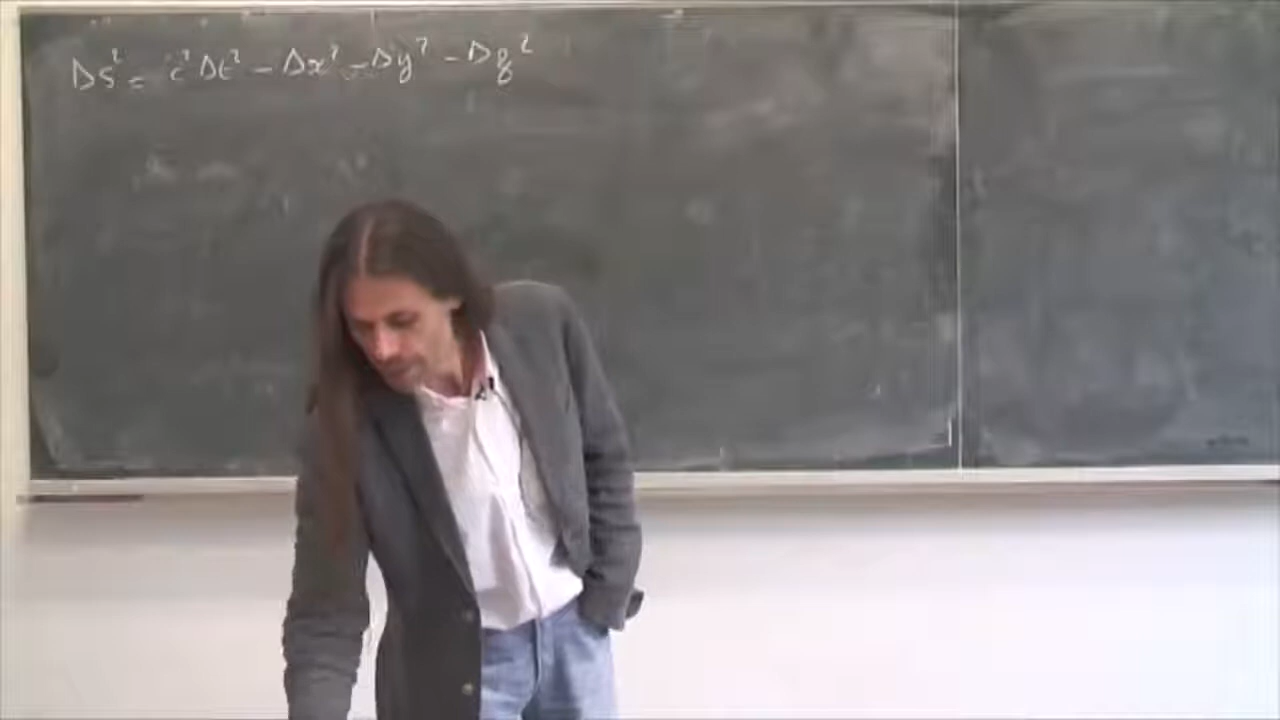 Δs² = c²Δt² - Δx² - Δy² - Δz²